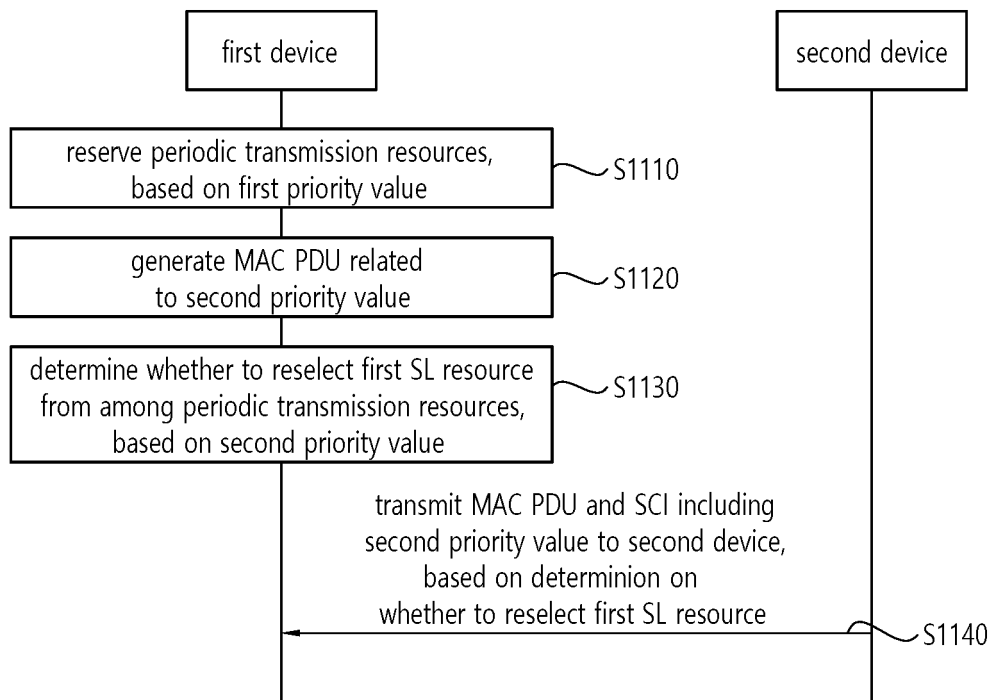 first device
second device
reserve periodic transmission resources,
based on first priority value
S1110
generate MAC PDU related
to second priority value
S1120
determine whether to reselect first SL resource
from among periodic transmission resources,
based on second priority value
S1130
transmit MAC PDU and SCI including
second priority value to second device,
based on determinion on
whether to reselect first SL resource
S1140